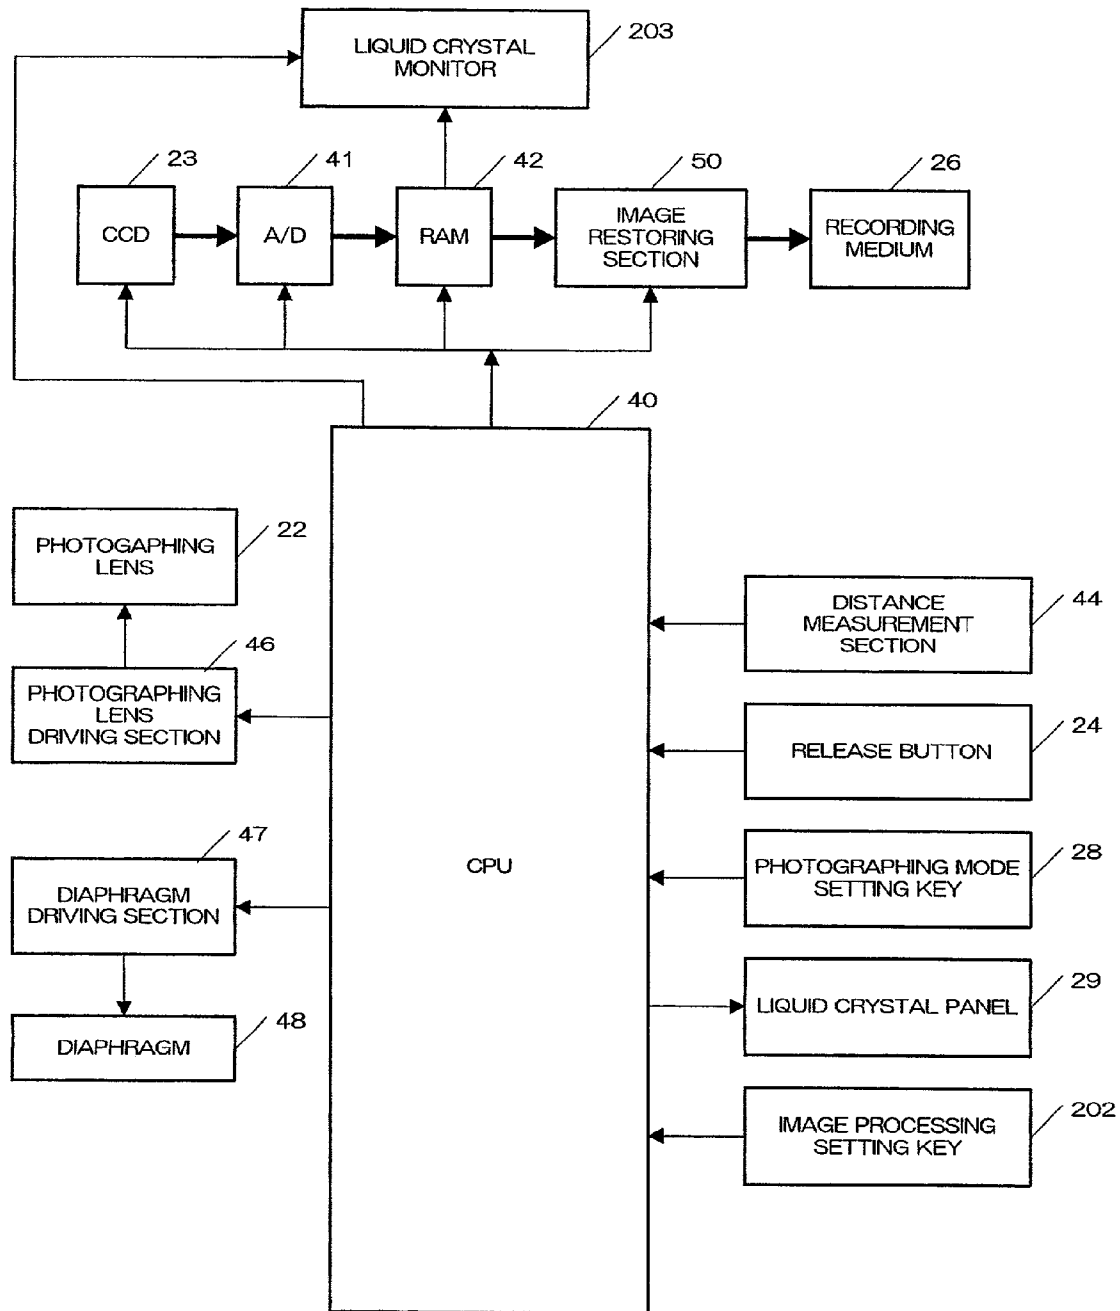 LIQUID CRYSTAL
MONITOR
203
23
41
42
50
26
CCD
A/D
RAM
IMAGE
RESTORING
SECTION
RECORDING
MEDIUM
40
CPU
22
PHOTOGAPHING
LENS
46
PHOTOGRAPHING
LENS
DRIVING SECTION
47
DIAPHRAGM
DRIVING SECTION
48
DIAPHRAGM
44
DISTANCE
MEASUREMENT
SECTION
24
RELEASE BUTTON
28
PHOTOGRAPHING MODE
SETTING KEY
29
LIQUID CRYSTAL PANEL
202
IMAGE PROCESSING
SETTING KEY